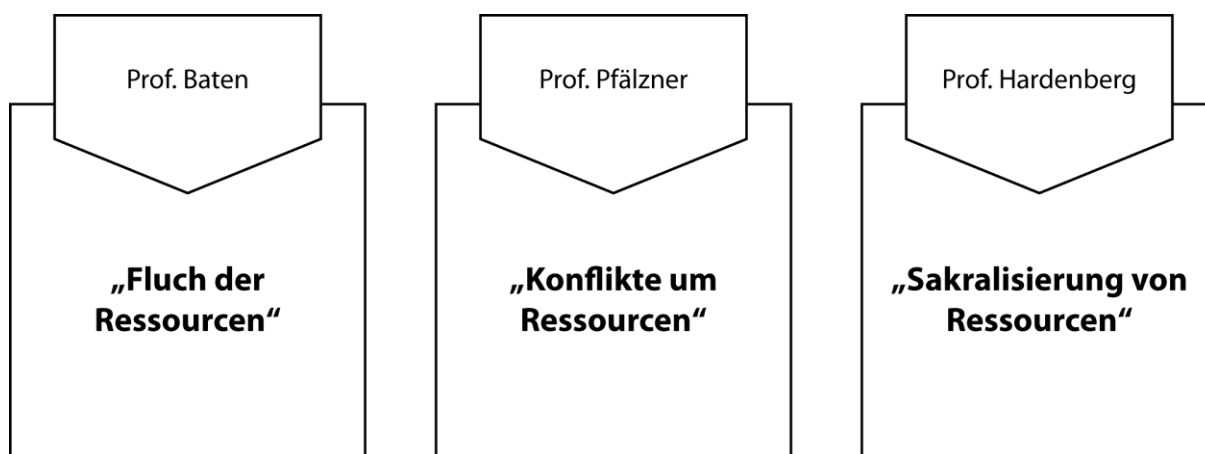 Prof. Baten
Prof. Pfälzner
Prof. Hardenberg
„Fluch der
Ressourcen“
„Konflikte um
Ressourcen“
„Sakralisierung von
Ressourcen“